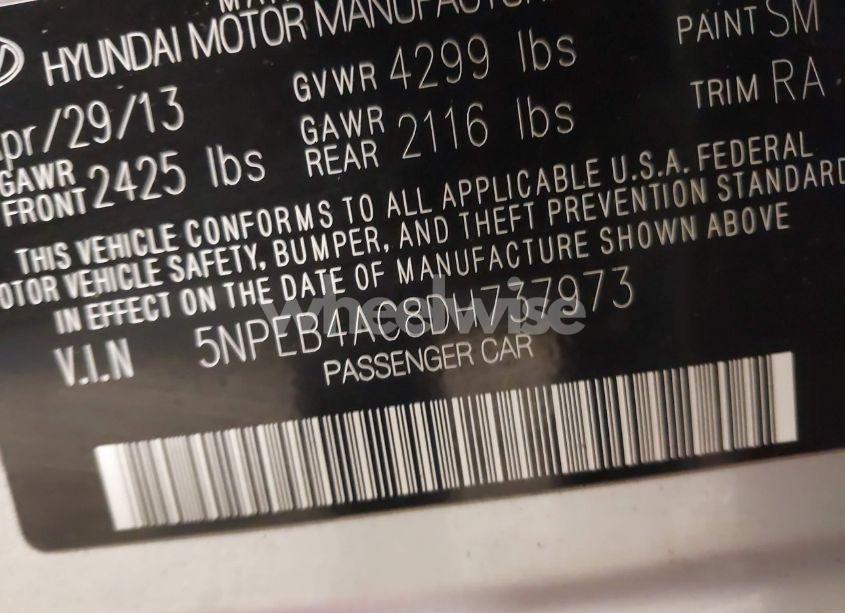 HYUNDAI MOTOR MANUFACTUR
pr/29/13 GVWR 4299 lbs PAINT SM
GAWR FRONT 2425 lbs GAWR REAR 2116 lbs TRIM RA
THIS VEHICLE CONFORMS TO ALL APPLICABLE U.S.A. FEDERAL
OTOR VEHICLE SAFETY, BUMPER, AND THEFT PREVENTION STANDARD
IN EFFECT ON THE DATE OF MANUFACTURE SHOWN ABOVE
V.I.N 5NPEB4AC8DH737973
wheelwise
PASSENGER CAR